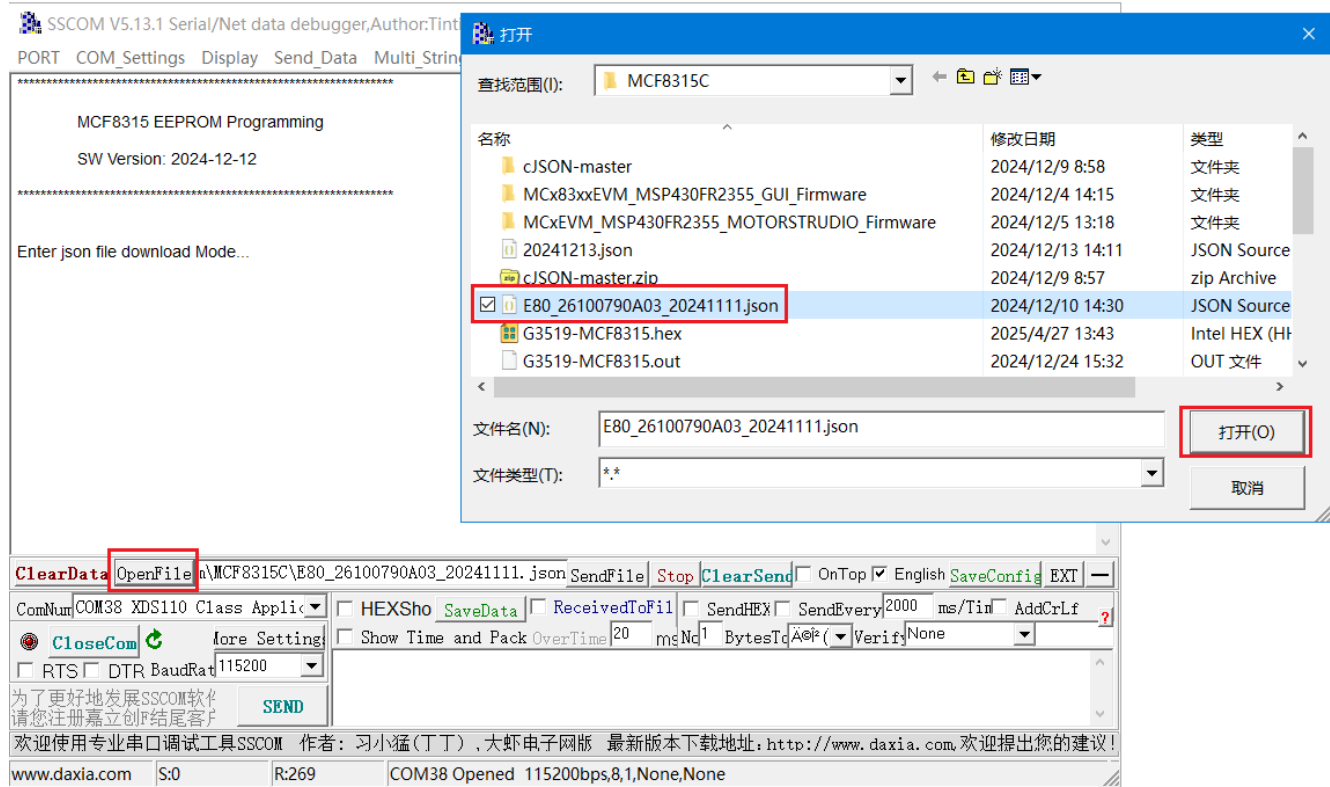 SSCOM V5.13.1 Serial/Net data debugger,Author:Tint
PORT COM_Settings Display Send_Data Multi_String
******************************************************************
MCF8315 EEPROM Programming
SW Version: 2024-12-12
******************************************************************
Enter json file download Mode...
打开
查找范围(I): MCF8315C
名称 修改日期 类型
cJSON-master 2024/12/9 8:58 文件夹
MCx83xxEVM_MSP430FR2355_GUI_Firmware 2024/12/4 14:15 文件夹
MCxEVM_MSP430FR2355_MOTORSTRUDIO_Firmware 2024/12/5 13:18 文件夹
20241213.json 2024/12/13 14:11 JSON Source
cJSON-master.zip 2024/12/9 8:57 zip Archive
E80_26100790A03_20241111.json 2024/12/10 14:30 JSON Source
G3519-MCF8315.hex 2025/4/27 13:43 Intel HEX (HH
G3519-MCF8315.out 2024/12/24 15:32 OUT 文件
文件名(N): E80_26100790A03_20241111.json 打开(O)
文件类型(T): *.* 取消
ClearData OpenFile n\MCF8315C\E80_26100790A03_20241111.json SendFile Stop ClearSend OnTop English SaveConfig EXT
ComNum COM38 XDS110 Class Applic HEXSho SaveData ReceivedToFil SendHEX SendEvery 2000 ms/Tim AddCrLf ?
CloseCom More Setting Show Time and Pack OverTime 20 ms No 1 BytesTo Verify None
RTS DTR BaudRat 115200
为了更好地发展SSCOM软件
请您注册嘉立创F结尾客户
SEND
欢迎使用专业串口调试工具SSCOM 作者: 习小猛(丁丁) ,大虾电子网版 最新版本下载地址:http://www.daxia.com,欢迎提出您的建议!
www.daxia.com S:0 R:269 COM38 Opened 115200bps,8,1,None,None